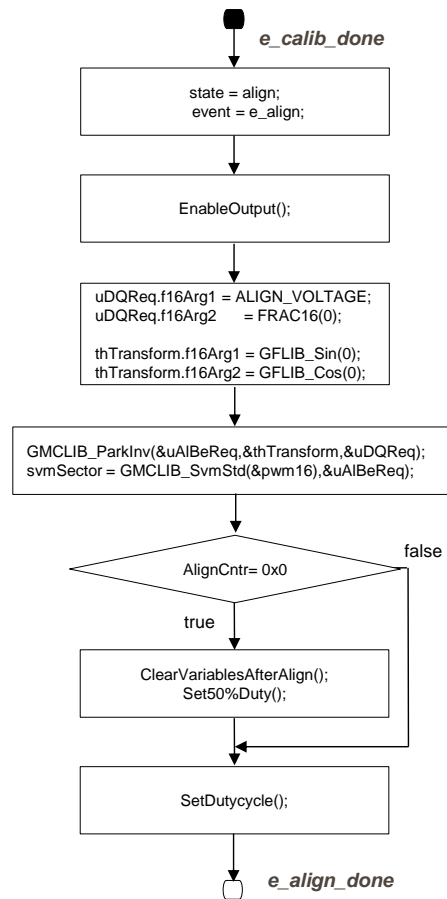 e_calib_done
state = align;
event = e_align;
EnableOutput();
uDQReq.f16Arg1 = ALIGN_VOLTAGE;
uDQReq.f16Arg2 = FRAC16(0);
thTransform.f16Arg1 = GFLIB_Sin(0);
thTransform.f16Arg2 = GFLIB_Cos(0);
GMCLIB_ParkInv(&uAlBeReq,&thTransform,&uDQReq);
svmSector = GMCLIB_SvmStd(&pwm16),&uAlBeReq);
false
AlignCntr= 0x0
true
ClearVariablesAfterAlign();
Set50%Duty();
SetDutycycle();
e_align_done